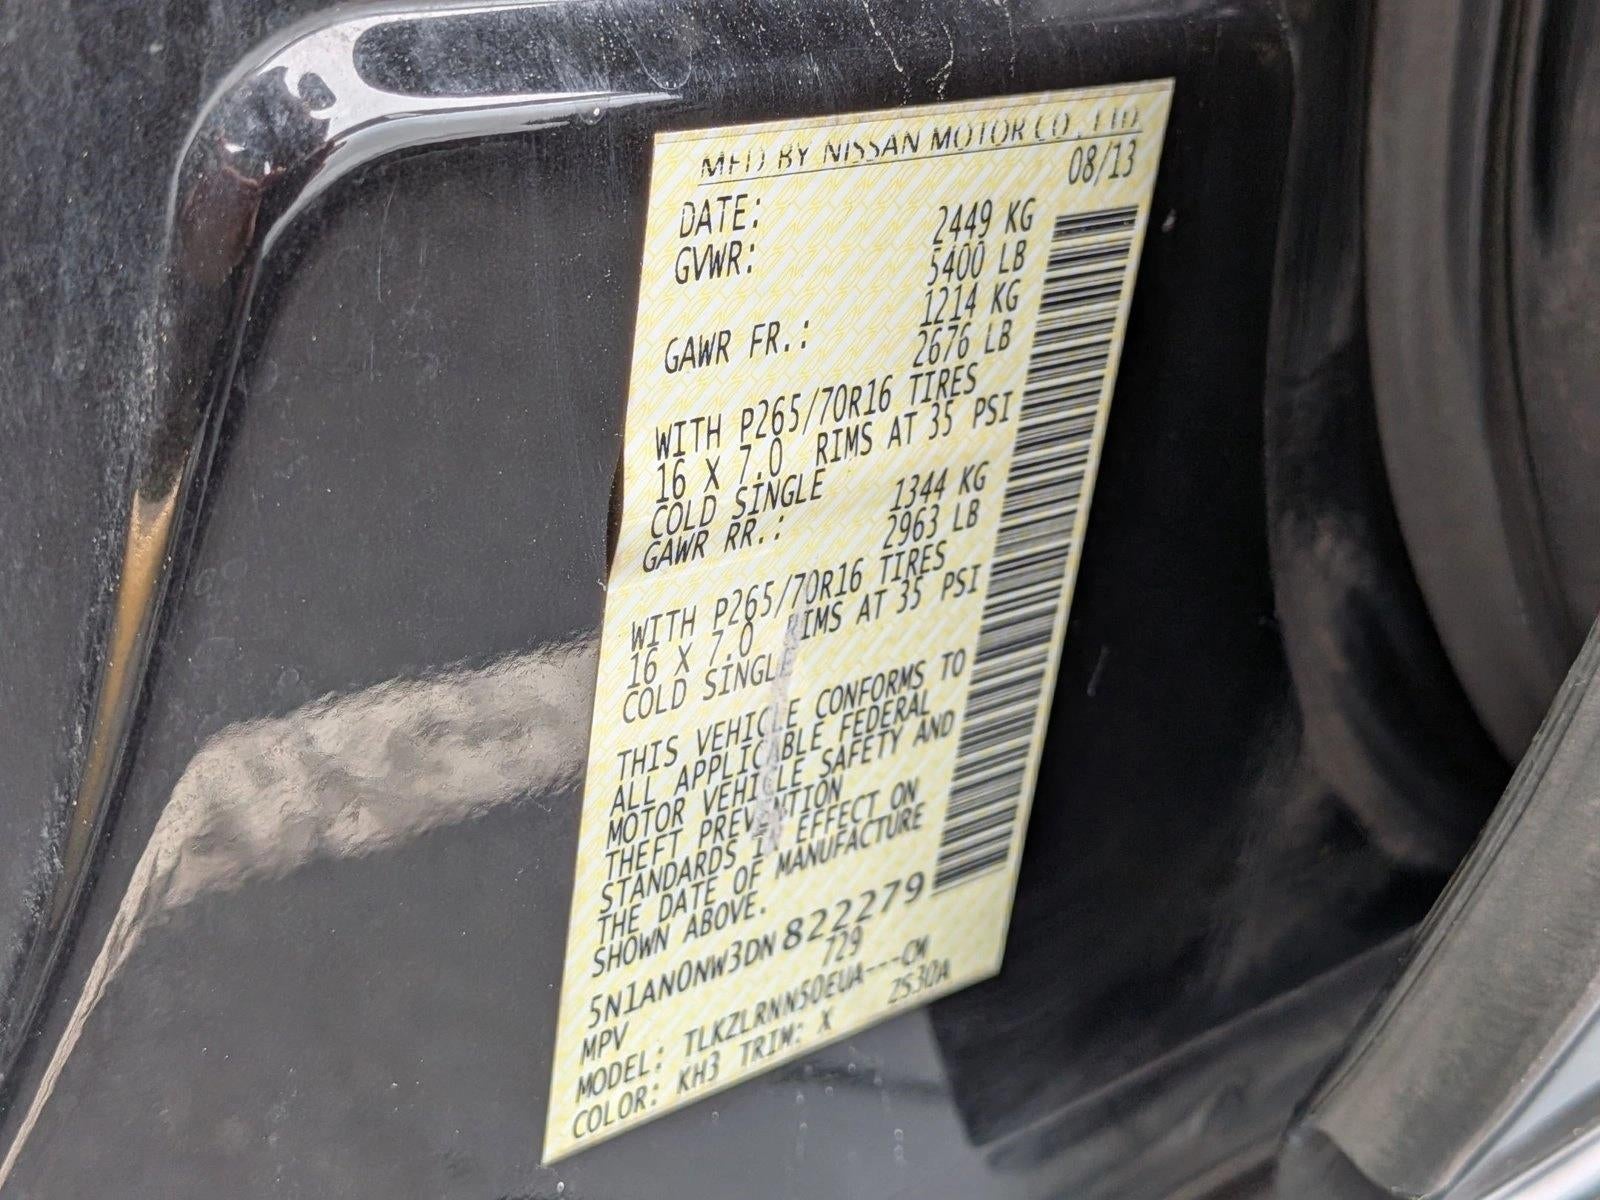 MFD BY NISSAN MOTOR CO., LTD.
DATE: 08/13
GVWR: 2449 KG
5400 LB
GAWR FR.: 1214 KG
2676 LB
WITH P265/70R16 TIRES
16 X 7.0 RIMS AT 35 PSI
COLD SINGLE
GAWR RR.: 1344 KG
2963 LB
WITH P265/70R16 TIRES
16 X 7.0 RIMS AT 35 PSI
COLD SINGLE
THIS VEHICLE CONFORMS TO
ALL APPLICABLE FEDERAL
MOTOR VEHICLE SAFETY AND
THEFT PREVENTION
STANDARDS IN EFFECT ON
THE DATE OF MANUFACTURE
SHOWN ABOVE.
5N1AN0NW3DN 822279
MPV 729
MODEL: TLKZLRNN50EUA---CM
COLOR: KH3 TRIM: X ZS30A